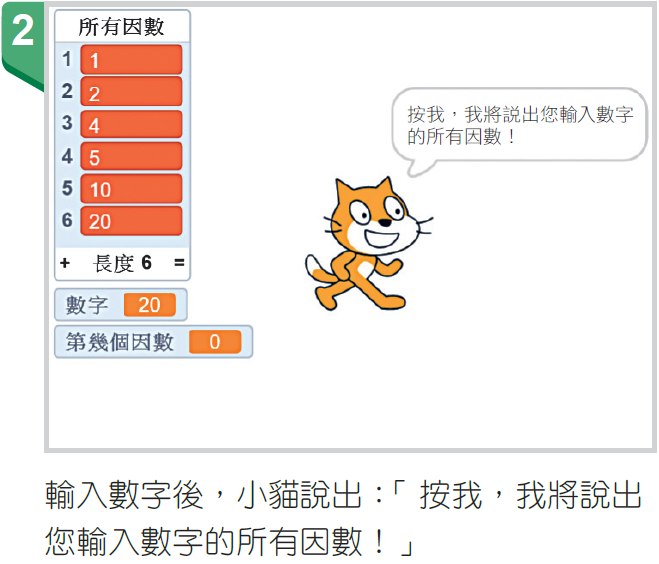 2
所有因數
1 1
2 2
3 4
4 5
5 10
6 20
+ 長度 6 =
數字 20
第幾個因數 0
按我，我將説出您輸入數字
的所有因數！
輸入數字後，小貓說出：「按我，我將說出
您輸入數字的所有因數！」